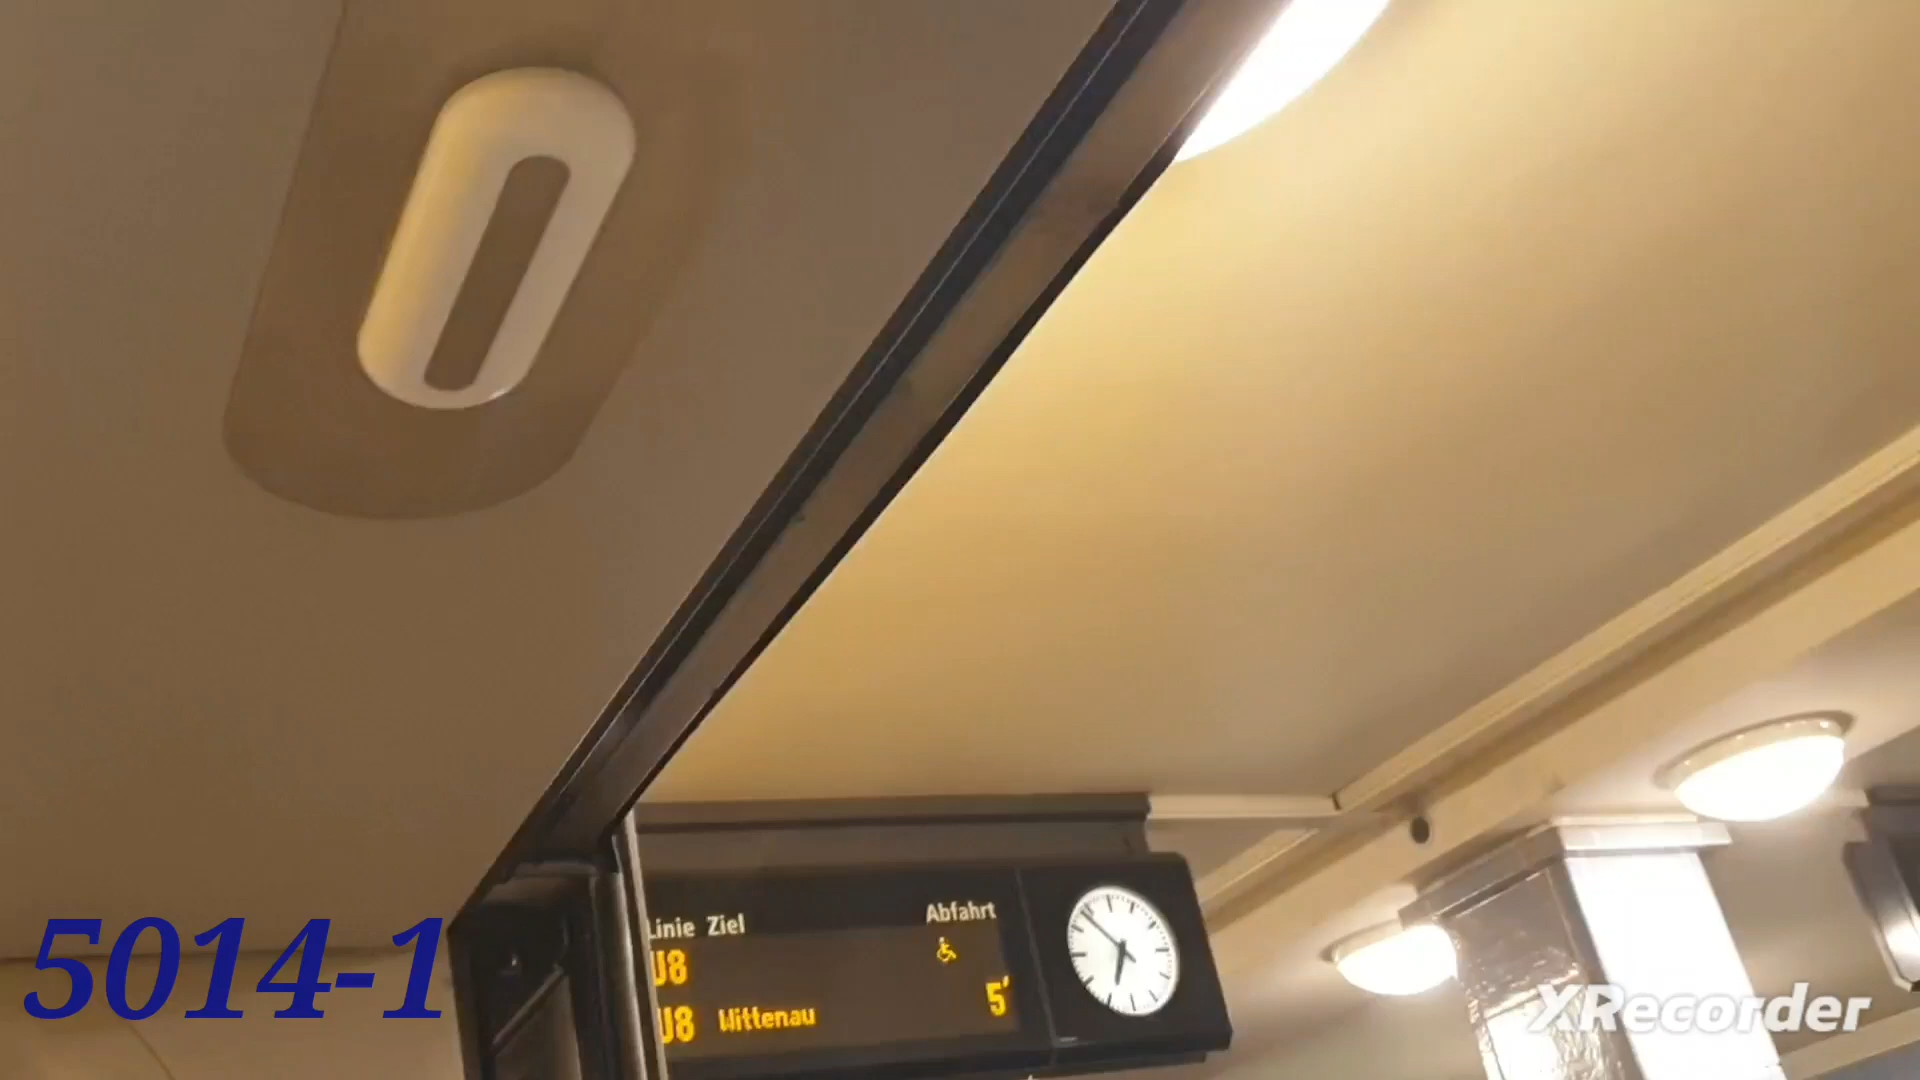 Linie Ziel Abfahrt
U8
U8 Wittenau 5'
5014-1
XRecorder